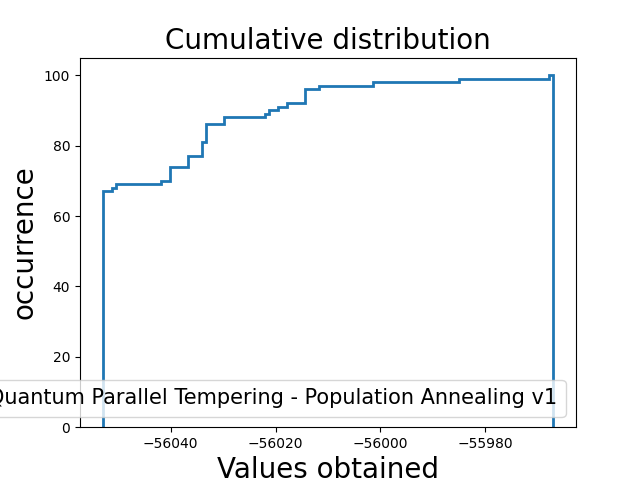 Cumulative distribution
occurrence
100
80
60
40
20
0
Quantum Parallel Tempering - Population Annealing v1
−56040 −56020 −56000 −55980
Values obtained